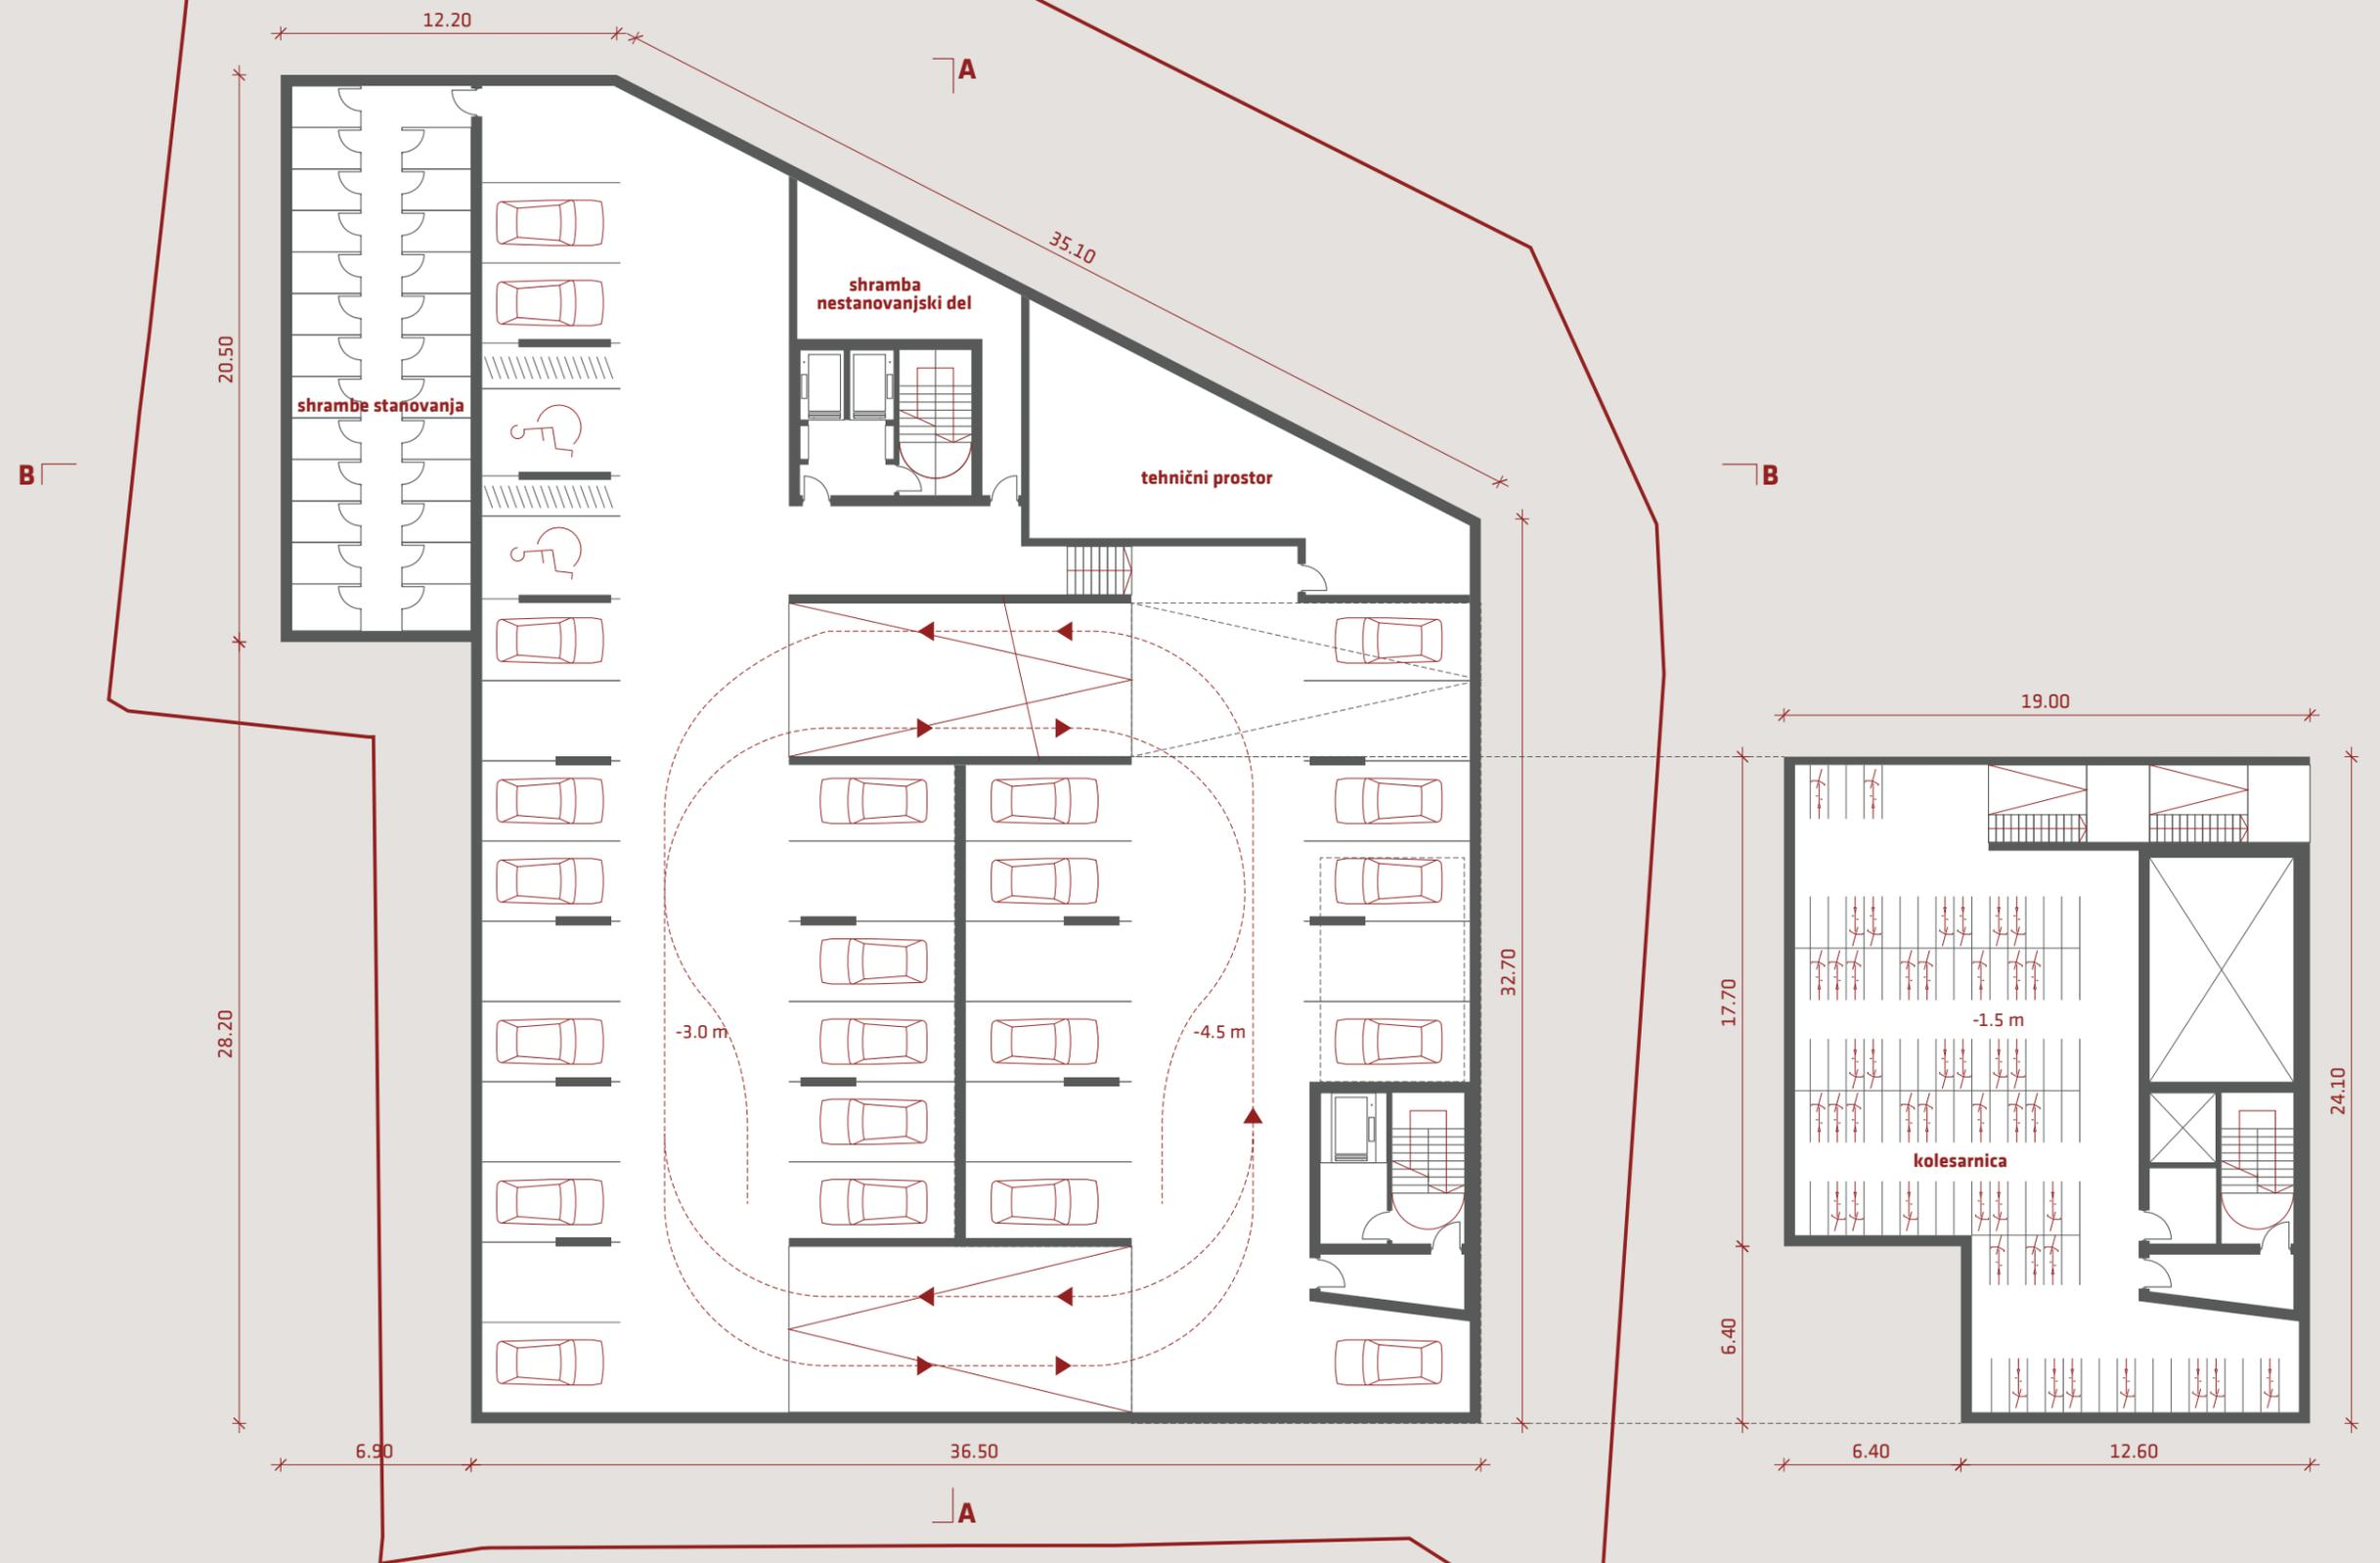 12.20
A
35.10
shramba
nestanovanjski del
20.50
shrambe stanovanja
B
tehnični prostor
B
19.00
32.70
17.70
-3.0 m
-4.5 m
-1.5 m
28.20
24.10
kolesarnica
6.40
6.90
36.50
6.40
12.60
A